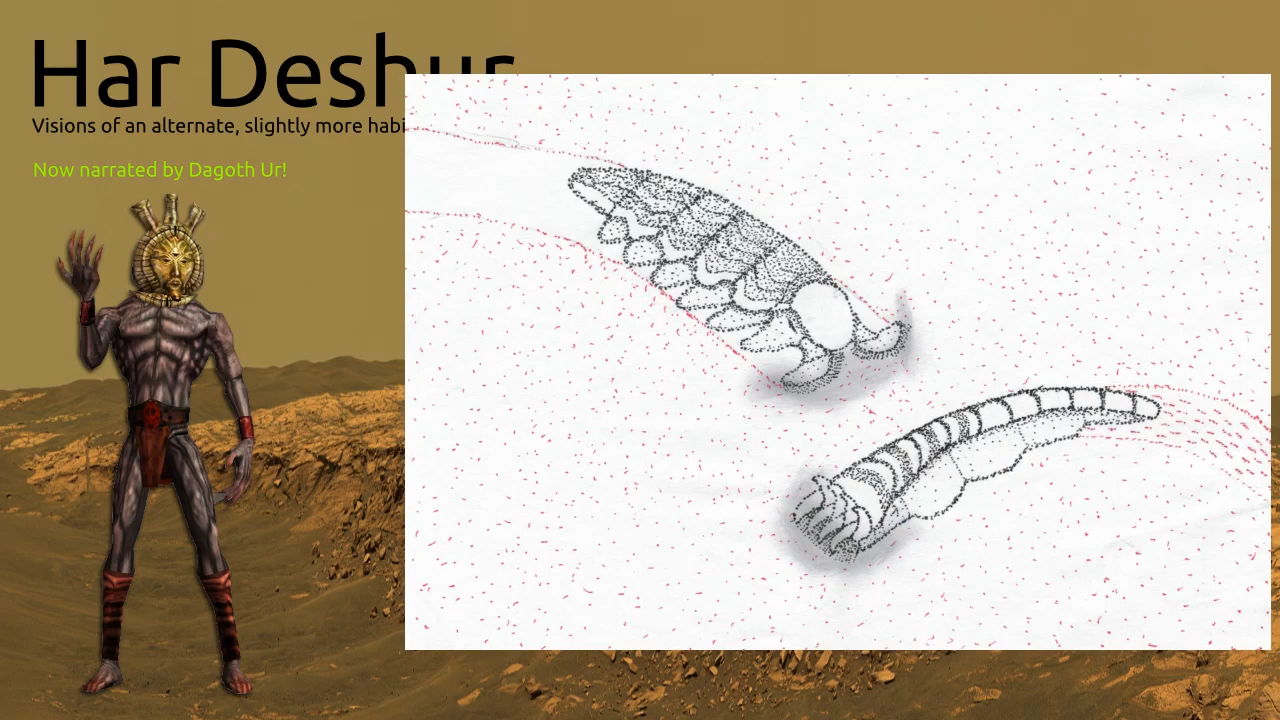 Har Deshur
Visions of an alternate, slightly more habi
Now narrated by Dagoth Ur!